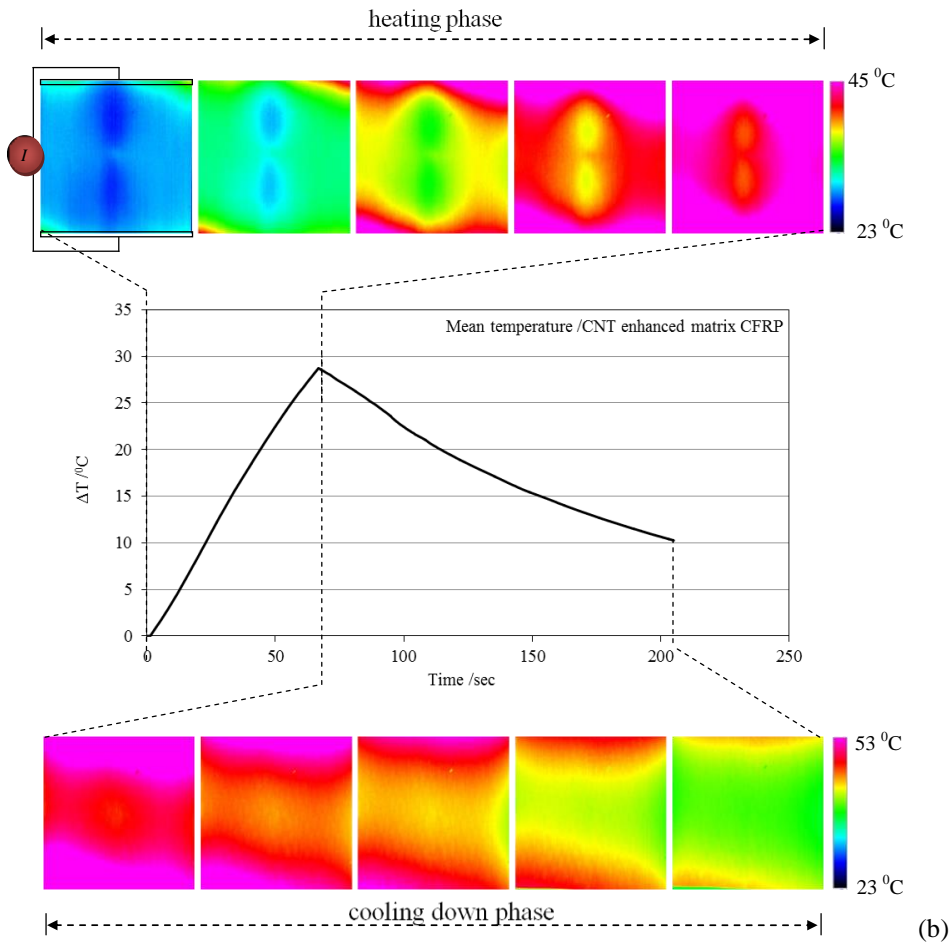 heating phase
45 ⁰C
I
23 ⁰C
35
Mean temperature /CNT enhanced matrix CFRP
30
25
20
15
10
5
0
ΔT /⁰C
0 50 100 150 200 250
Time /sec
53 ⁰C
23 ⁰C
cooling down phase
(b)